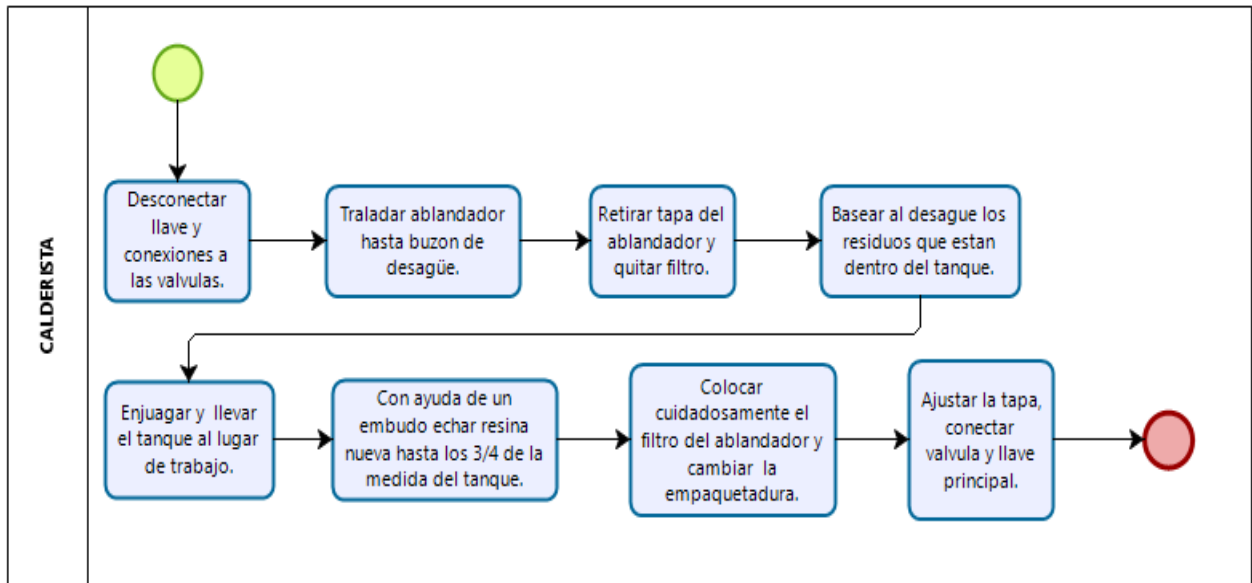 CALDERISTA
Desconectar
llave y
conexiones a
las valvulas.
Traladar ablandador
hasta buzon de
desagüe.
Retirar tapa del
ablandador y
quitar filtro.
Basear al desague los
residuos que estan
dentro del tanque.
Enjuagar y llevar
el tanque al lugar
de trabajo.
Con ayuda de un
embudo echar resina
nueva hasta los 3/4 de la
medida del tanque.
Colocar
cuidadosamente el
filtro del ablandador y
cambiar la
empaquetadura.
Ajustar la tapa,
conectar
valvula y llave
principal.